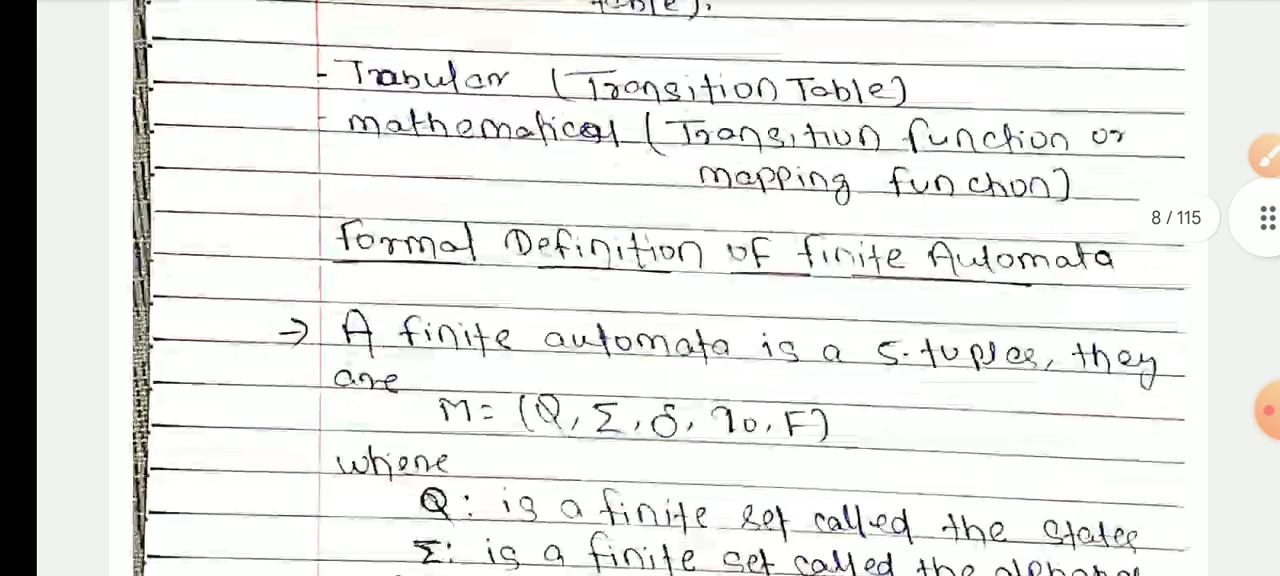 table).
- Trabular (Transition Table)
- mathematical (Transition function or
mapping function)
8 / 115
Formal Definition of finite Automata
→ A finite automata is a 5-tuples, they
are
M = (Q, Σ, δ, q0, F)
where
Q: is a finite set called the states
Σ: is a finite set called the